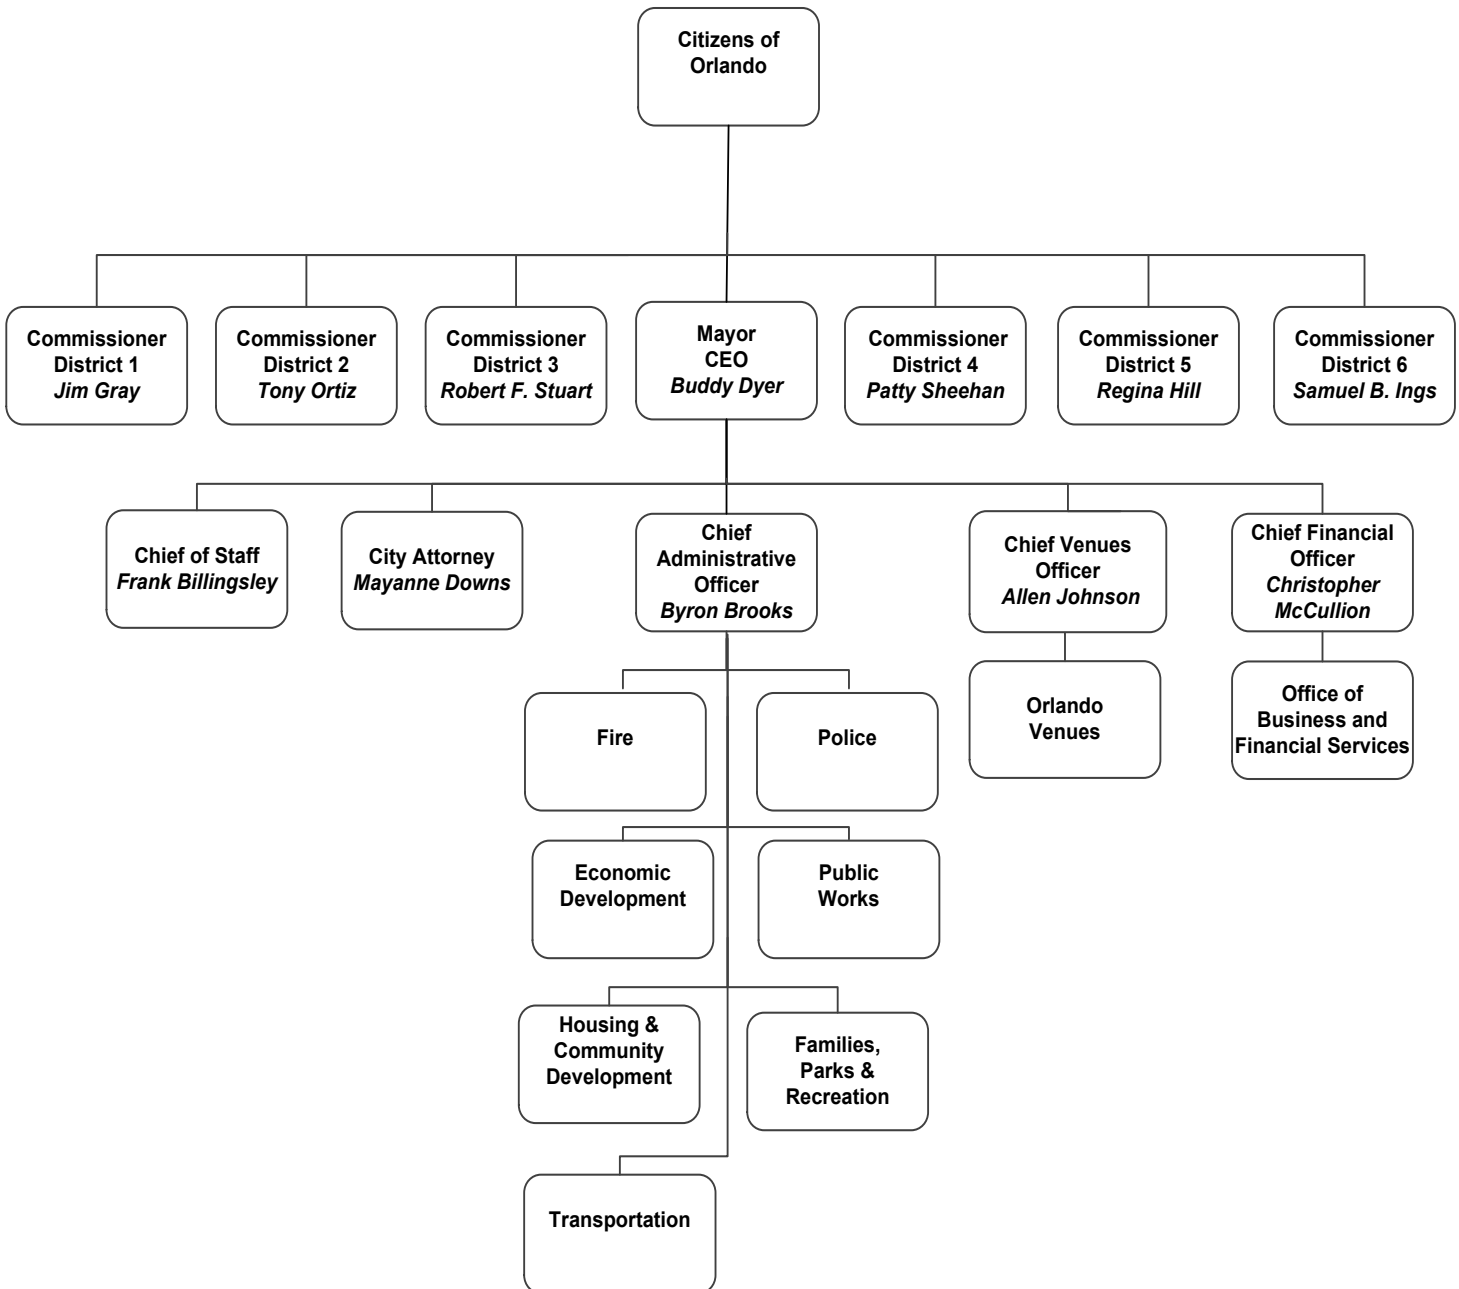 Citizens of
Orlando
Commissioner
District 1
Jim Gray
Commissioner
District 2
Tony Ortiz
Commissioner
District 3
Robert F. Stuart
Mayor
CEO
Buddy Dyer
Commissioner
District 4
Patty Sheehan
Commissioner
District 5
Regina Hill
Commissioner
District 6
Samuel B. Ings
Chief of Staff
Frank Billingsley
City Attorney
Mayanne Downs
Chief
Administrative
Officer
Byron Brooks
Chief Venues
Officer
Allen Johnson
Chief Financial
Officer
Christopher
McCullion
Fire
Police
Orlando
Venues
Office of
Business and
Financial Services
Economic
Development
Public
Works
Housing &
Community
Development
Families,
Parks &
Recreation
Transportation